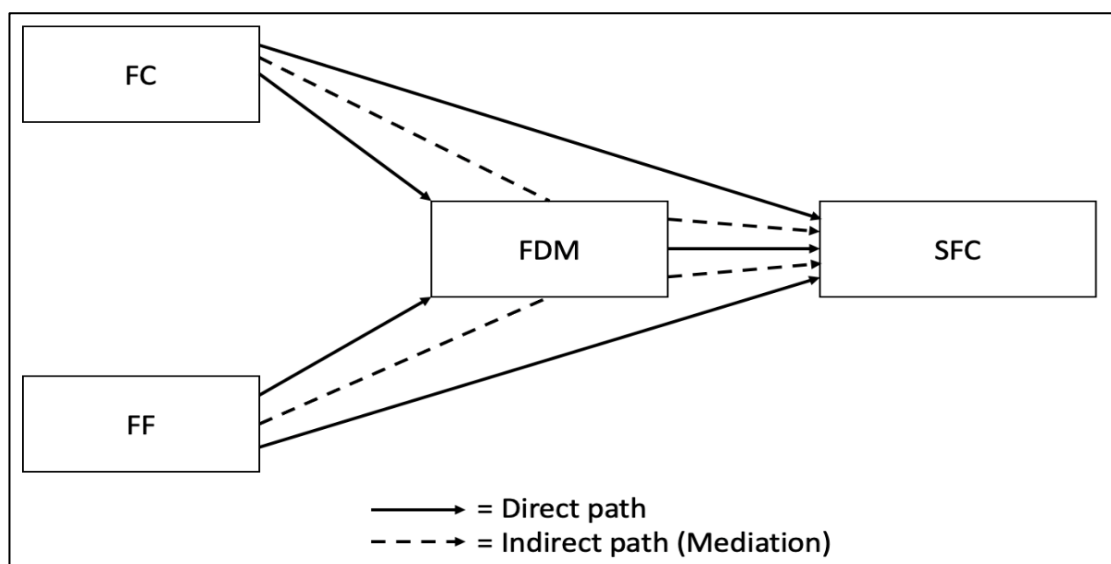 FC
FDM
SFC
FF
= Direct path
= Indirect path (Mediation)